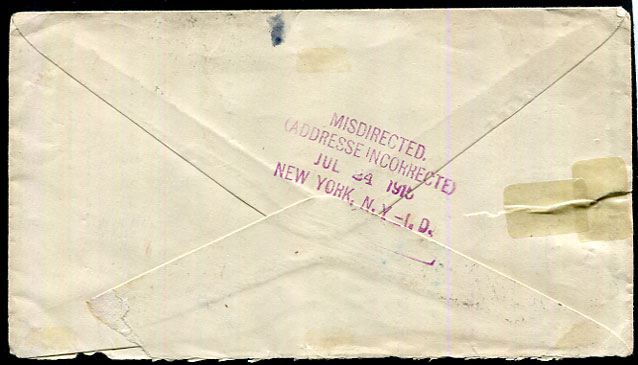 MISDIRECTED.
(ADDRESSE INCORRECTE)
JUL 24
NEW YORK, N. Y.-I. D.